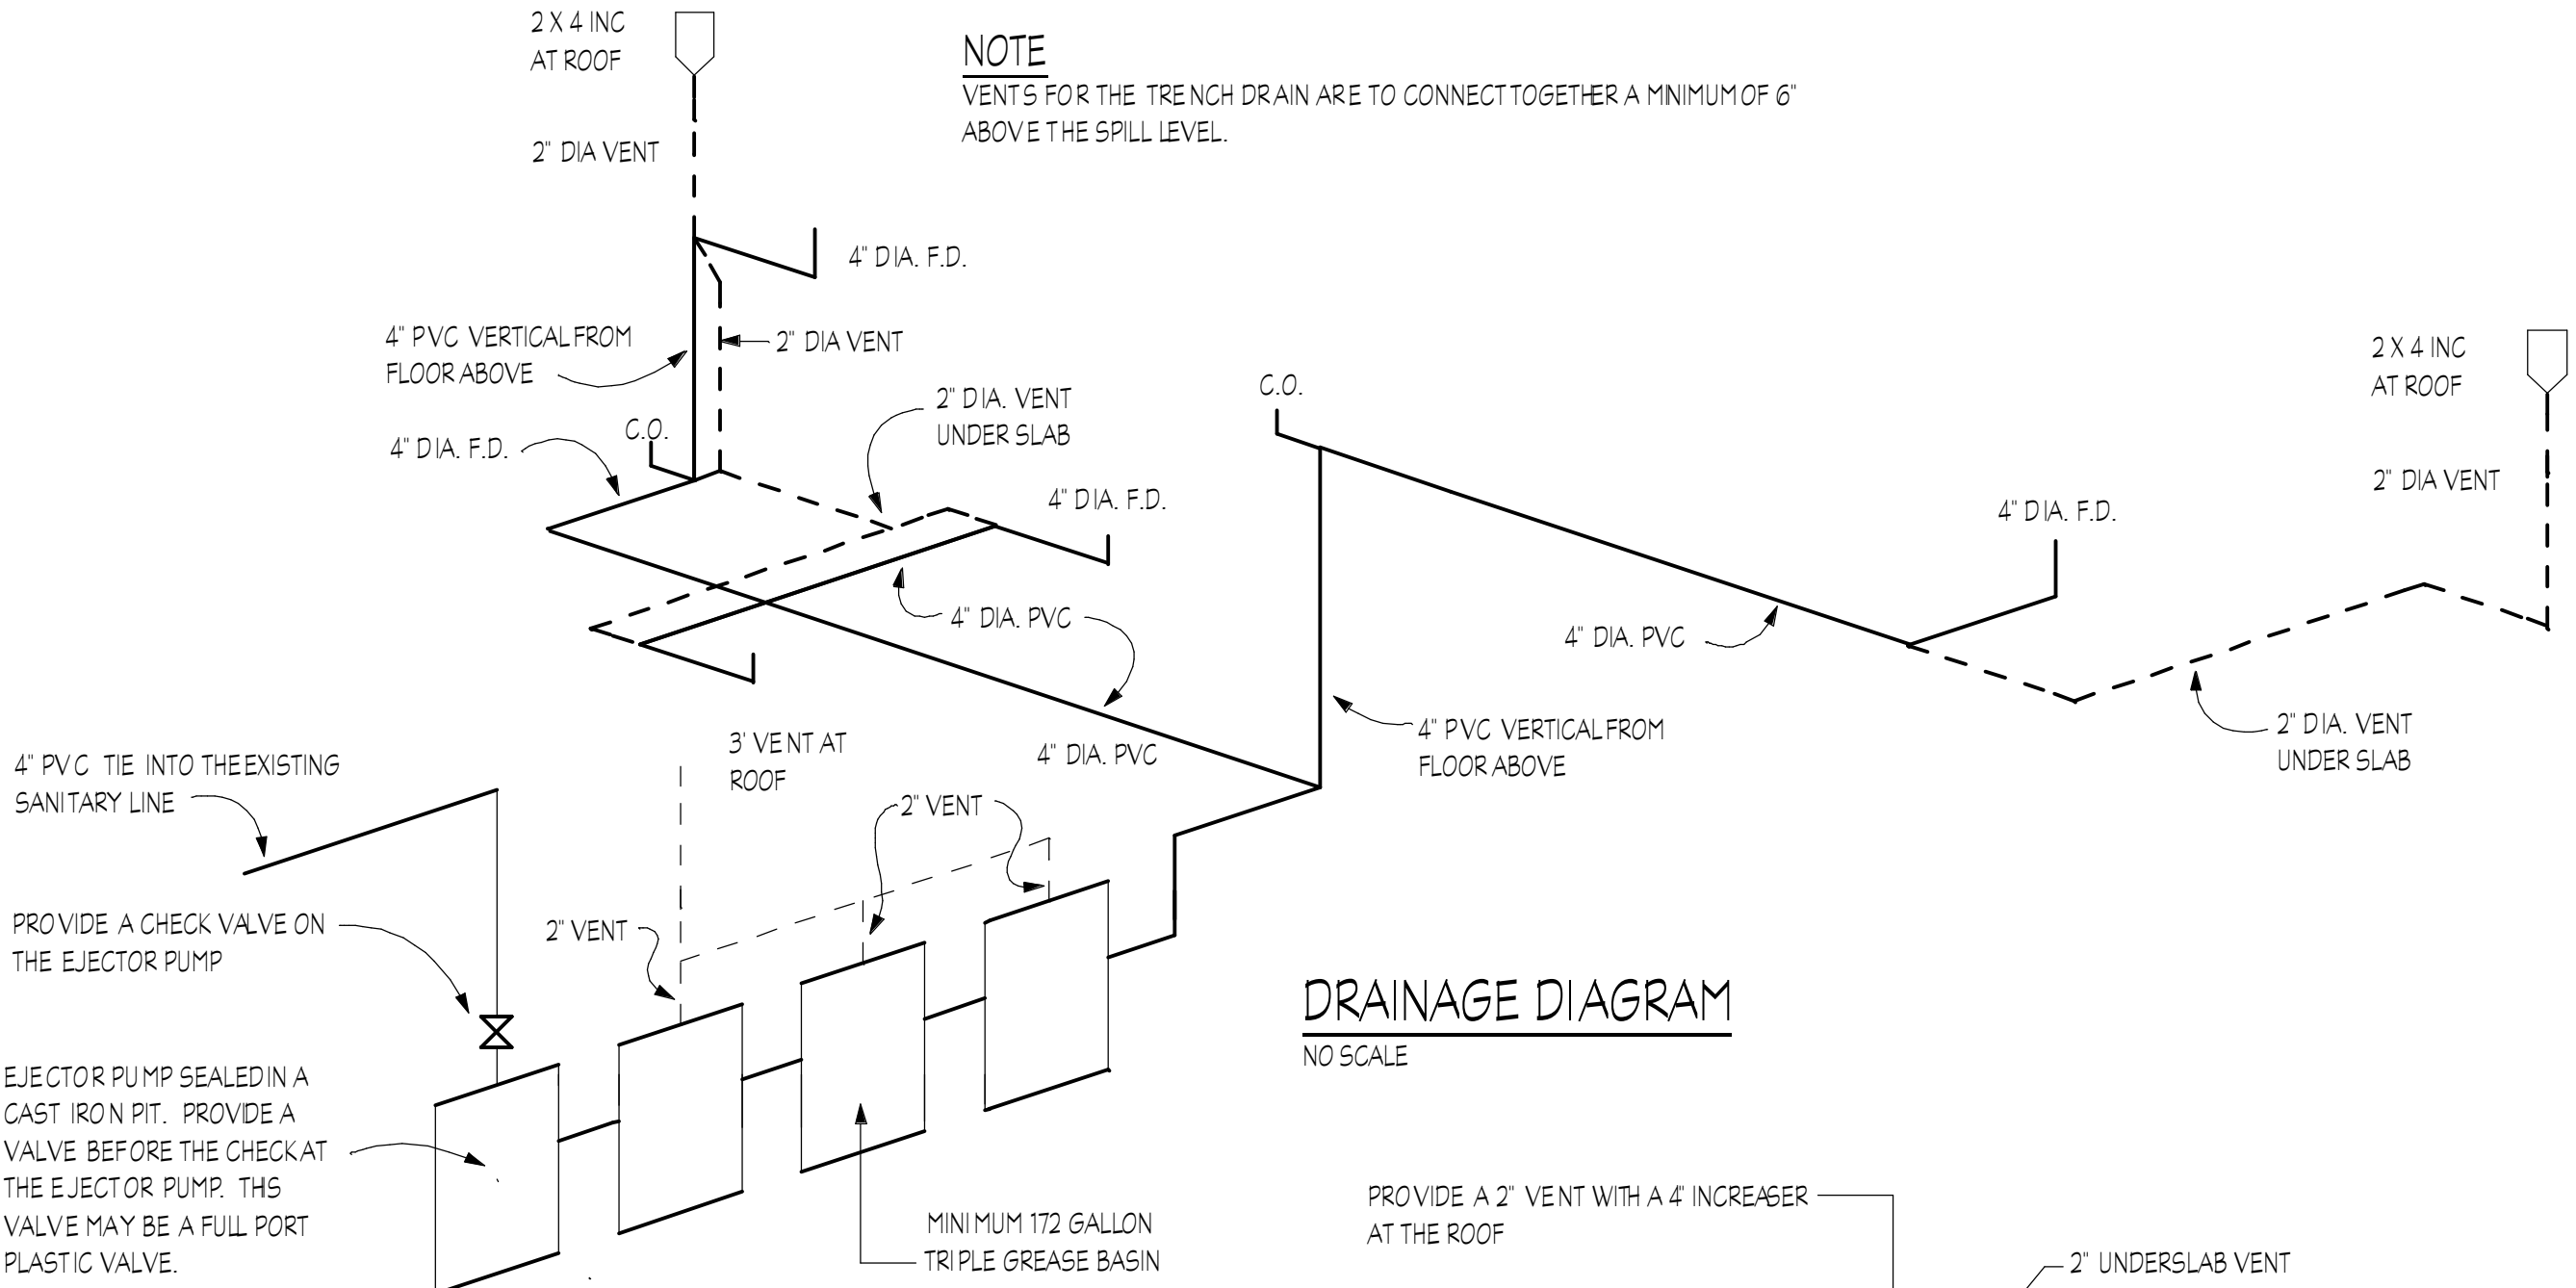 2 X 4 INC
AT ROOF
NOTE
VENTS FOR THE TRENCH DRAIN ARE TO CONNECT TOGETHER A MINIMUM OF 6"
ABOVE THE SPILL LEVEL.
2" DIA VENT
4" DIA. F.D.
4" PVC VERTICAL FROM
FLOOR ABOVE
2" DIA VENT
2 X 4 INC
AT ROOF
2" DIA. VENT
UNDER SLAB
C.O.
C.O.
4" DIA. F.D.
4" DIA. F.D.
2" DIA VENT
4" DIA. F.D.
4" DIA. PVC
4" DIA. PVC
4" PVC VERTICAL FROM
FLOOR ABOVE
2" DIA. VENT
UNDER SLAB
3' VENT AT
ROOF
4" DIA. PVC
4" PVC TIE INTO THE EXISTING
SANITARY LINE
2" VENT
PROVIDE A CHECK VALVE ON
THE EJECTOR PUMP
2" VENT
DRAINAGE DIAGRAM
NO SCALE
EJECTOR PUMP SEALED IN A
CAST IRON PIT. PROVIDE A
VALVE BEFORE THE CHECK AT
THE EJECTOR PUMP. THIS
VALVE MAY BE A FULL PORT
PLASTIC VALVE.
MINIMUM 172 GALLON
TRIPLE GREASE BASIN
PROVIDE A 2" VENT WITH A 4" INCREASER
AT THE ROOF
2" UNDERSLAB VENT